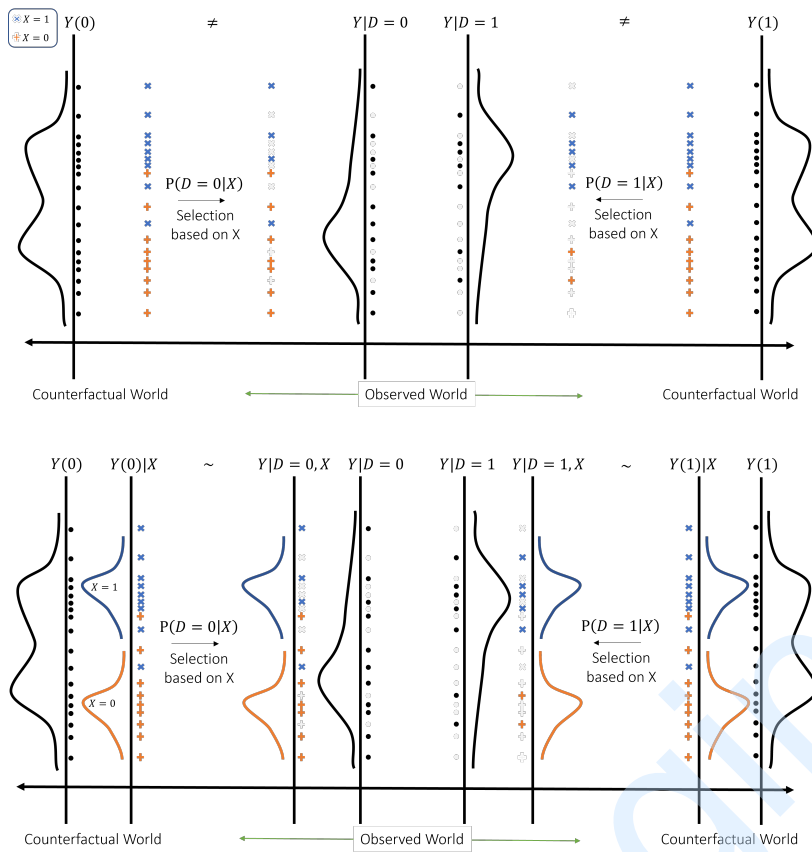 X = 1
X = 0
Y(0) ≠ Y|D = 0 Y|D = 1 ≠ Y(1)
P(D = 0|X)
Selection
based on X
P(D = 1|X)
Selection
based on X
Counterfactual World
Observed World
Counterfactual World
Y(0) Y(0)|X ~ Y|D = 0, X Y|D = 0 Y|D = 1 Y|D = 1, X ~ Y(1)|X Y(1)
X = 1
P(D = 0|X)
Selection
based on X
X = 0
P(D = 1|X)
Selection
based on X
Counterfactual World
Observed World
Counterfactual World